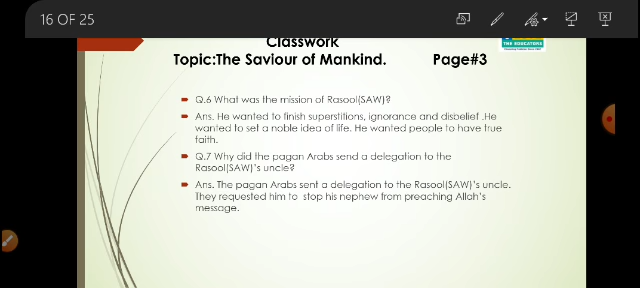 16 OF 25
Classwork
Topic:The Saviour of Mankind. Page#3
THE EDUCATORS
Q.6 What was the mission of Rasool(SAW)?
Ans. He wanted to finish superstitions, ignorance and disbelief .He
wanted to set a noble idea of life. He wanted people to have true
faith.
Q.7 Why did the pagan Arabs send a delegation to the
Rasool(SAW)'s uncle?
Ans. The pagan Arabs sent a delegation to the Rasool(SAW)'s uncle.
They requested him to stop his nephew from preaching Allah's
message.